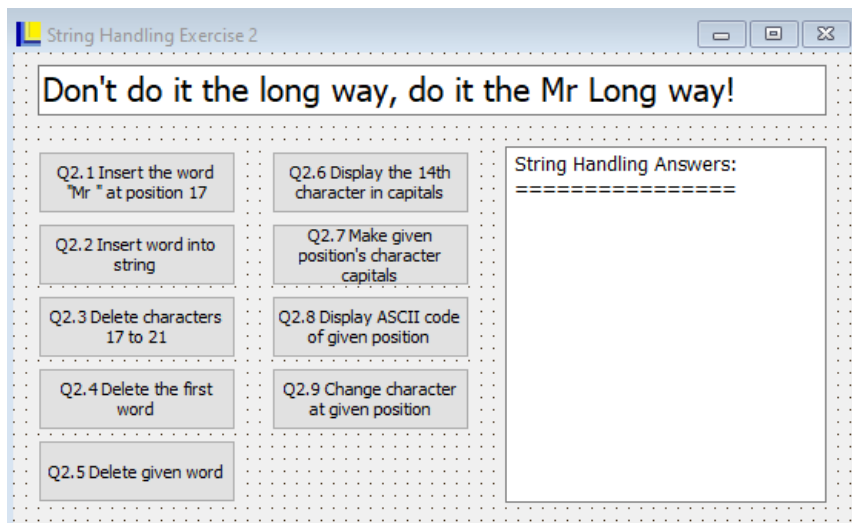 String Handling Exercise 2
Don't do it the long way, do it the Mr Long way!
Q2.1 Insert the word
"Mr " at position 17
Q2.2 Insert word into
string
Q2.3 Delete characters
17 to 21
Q2.4 Delete the first
word
Q2.5 Delete given word
Q2.6 Display the 14th
character in capitals
Q2.7 Make given
position's character
capitals
Q2.8 Display ASCII code
of given position
Q2.9 Change character
at given position
String Handling Answers:
================